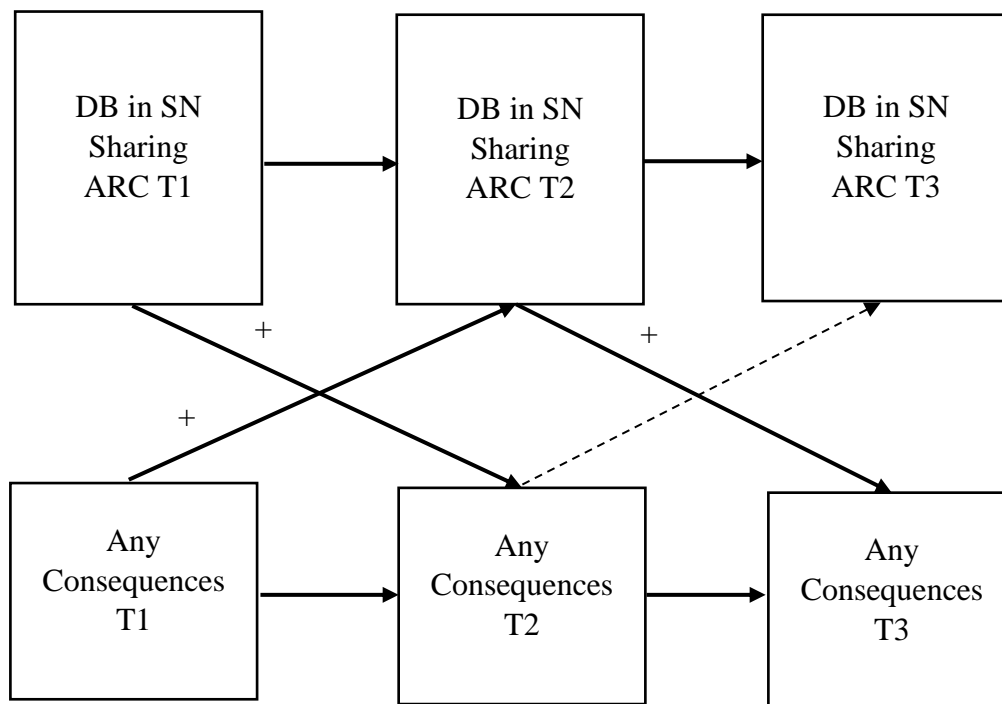 DB in SN
Sharing
ARC T1
DB in SN
Sharing
ARC T2
DB in SN
Sharing
ARC T3
+
+
+
Any
Consequences
T1
Any
Consequences
T2
Any
Consequences
T3